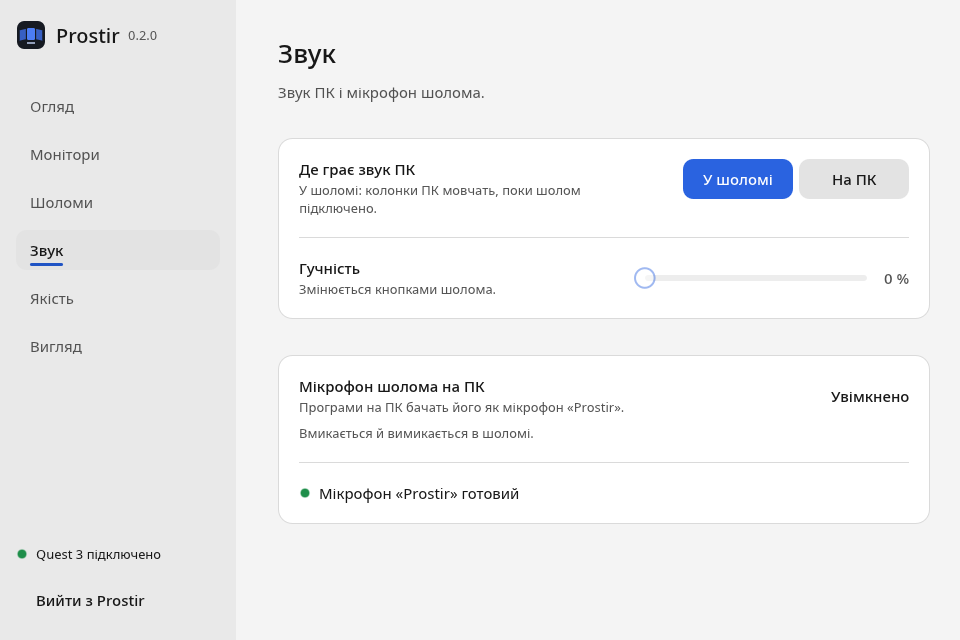 Prostir 0.2.0
Огляд
Монітори
Шоломи
Звук
Якість
Вигляд
Quest 3 підключено
Вийти з Prostir
Звук
Звук ПК і мікрофон шолома.
Де грає звук ПК
У шоломі: колонки ПК мовчать, поки шолом
підключено.
У шоломі
На ПК
Гучність
Змінюється кнопками шолома.
0 %
Мікрофон шолома на ПК
Програми на ПК бачать його як мікрофон «Prostir».
Вмикається й вимикається в шоломі.
Увімкнено
Мікрофон «Prostir» готовий